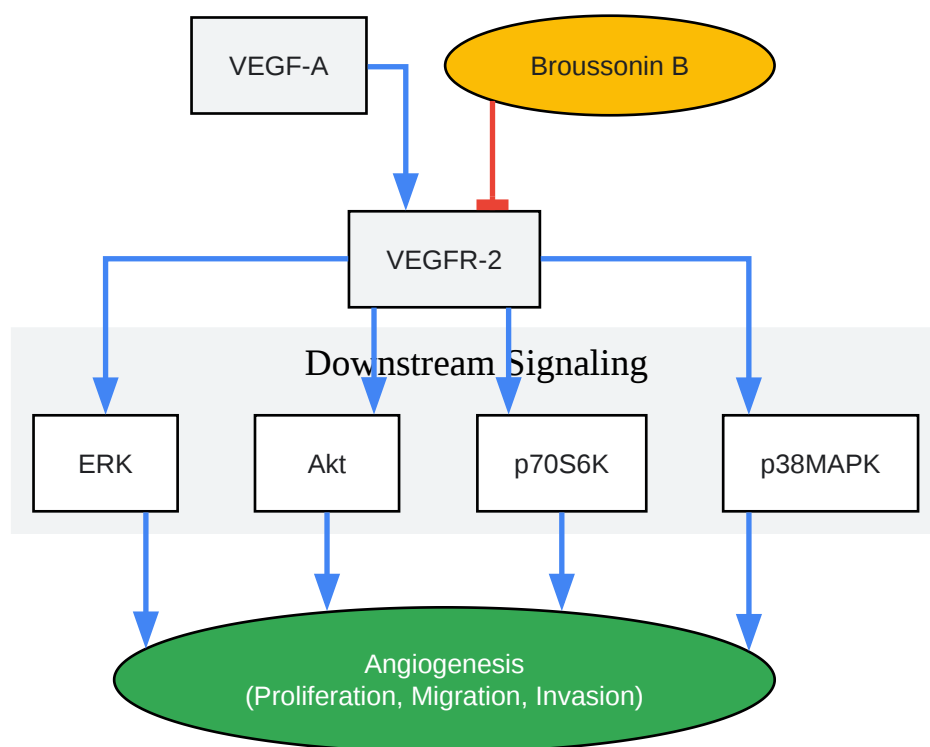 VEGF-A
Broussonin B
VEGFR-2
Downstream Signaling
ERK
Akt
p70S6K
p38MAPK
Angiogenesis
(Proliferation, Migration, Invasion)